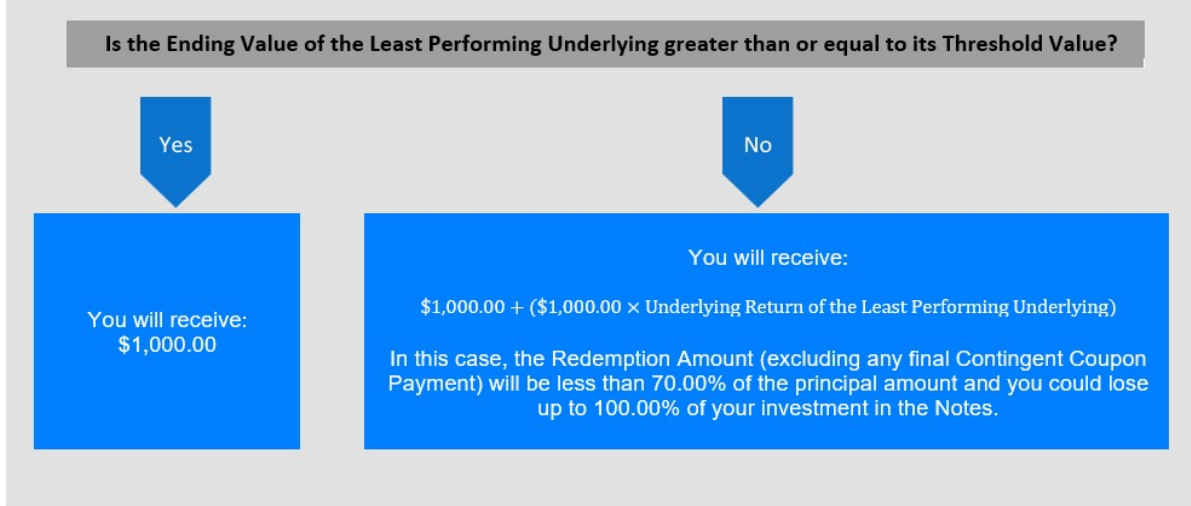 Is the Ending Value of the Least Performing Underlying greater than or equal to its Threshold Value?
Yes
No
You will receive:
$1,000.00
You will receive:
$1,000.00 + ($1,000.00 × Underlying Return of the Least Performing Underlying)
In this case, the Redemption Amount (excluding any final Contingent Coupon
Payment) will be less than 70.00% of the principal amount and you could lose
up to 100.00% of your investment in the Notes.